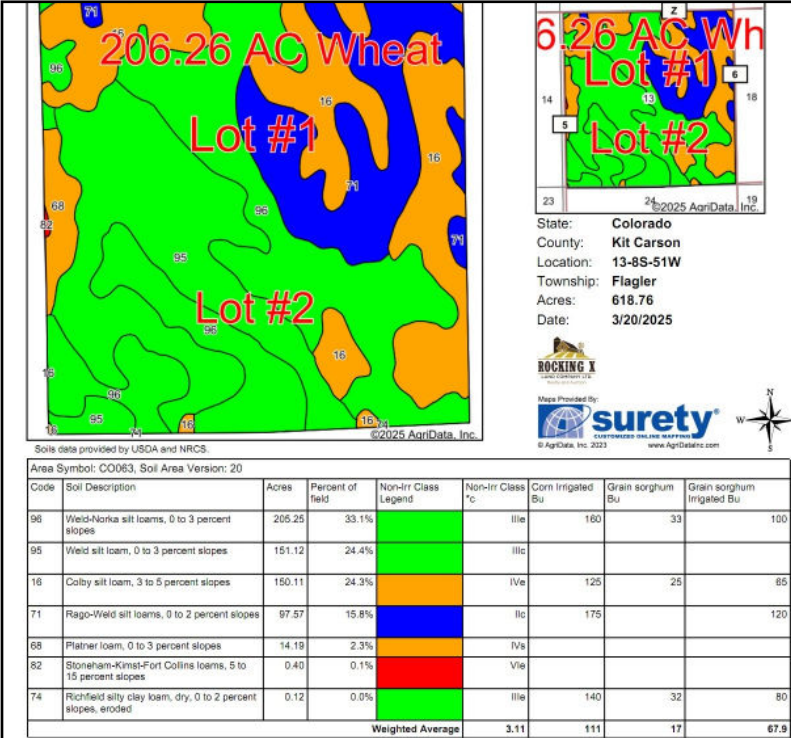 71
96
206.26 AC Wheat
16
Lot #1
16
71
68
82
96
95
71
Lot #2
96
16
16
96
95
16
16
16
71
74
©2025 AgriData, Inc.
Soils data provided by USDA and NRCS.
Z
6.26 AC Wh
Lot #1
6
14
13
18
5
Lot #2
23
24
19
©2025 AgriData, Inc.
State: Colorado
County: Kit Carson
Location: 13-8S-51W
Township: Flagler
Acres: 618.76
Date: 3/20/2025
ROCKING X
LAND COMPANY LTD.
Maps Provided By:
surety®
CUSTOMIZED ONLINE MAPPING
© AgriData, Inc. 2023 www.AgriDataInc.com
N
W E
S
Area Symbol: CO063, Soil Area Version: 20
Code Soil Description Acres Percent of field Non-Irr Class Legend Non-Irr Class *c Corn Irrigated Bu Grain sorghum Bu Grain sorghum Irrigated Bu
96 Weld-Norka silt loams, 0 to 3 percent slopes 205.25 33.1% IIIe 160 33 100
95 Weld silt loam, 0 to 3 percent slopes 151.12 24.4% IIIc
16 Colby silt loam, 3 to 5 percent slopes 150.11 24.3% IVe 125 25 65
71 Rago-Weld silt loams, 0 to 2 percent slopes 97.57 15.8% IIc 175 120
68 Platner loam, 0 to 3 percent slopes 14.19 2.3% IVs
82 Stoneham-Kimst-Fort Collins loams, 5 to 15 percent slopes 0.40 0.1% VIe
74 Richfield silty clay loam, dry, 0 to 2 percent slopes, eroded 0.12 0.0% IIIe 140 32 80
Weighted Average 3.11 111 17 67.9